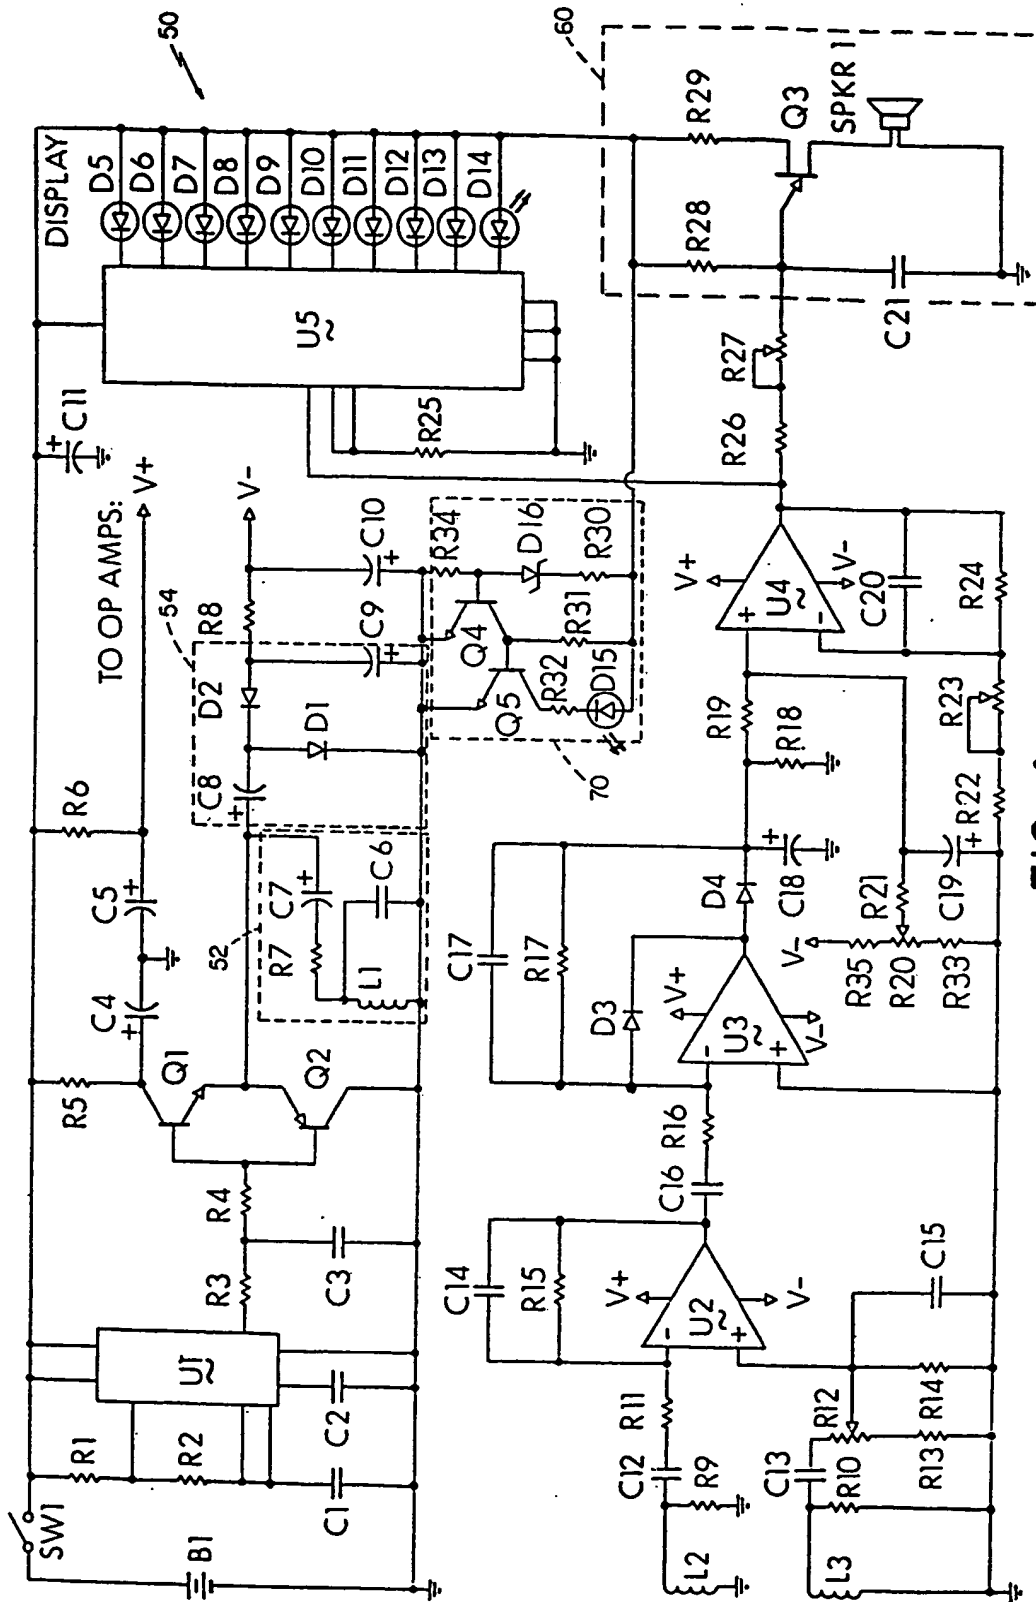 50
DISPLAY
D5
D6
D7
D8
D9
D10
D11
D12
D13
D14
U5
C11
+
TO OP AMPS:
V+
V-
R25
R6
C5
+
C4
+
R5
Q1
Q2
R4
R3
C3
U1
R1
R2
C1
C2
SW1
B1
54
R8
D2
D1
C8
+
C10
+
C9
+
52
C7
+
R7
C6
L1
R34
D16
R30
Q4
R31
Q5
R32
D15
70
60
R29
Q3
SPKR 1
R28
C21
R27
R26
U4
V+
V-
+
-
C20
R24
R23
R22
R19
R18
C19
+
R21
R20
R35
R33
V-
C18
+
D4
D3
C17
R17
U3
V+
V-
-
+
R16
C16
C14
R15
U2
V+
V-
-
+
C15
R11
C12
R9
L2
R12
R14
R13
C13
R10
L3